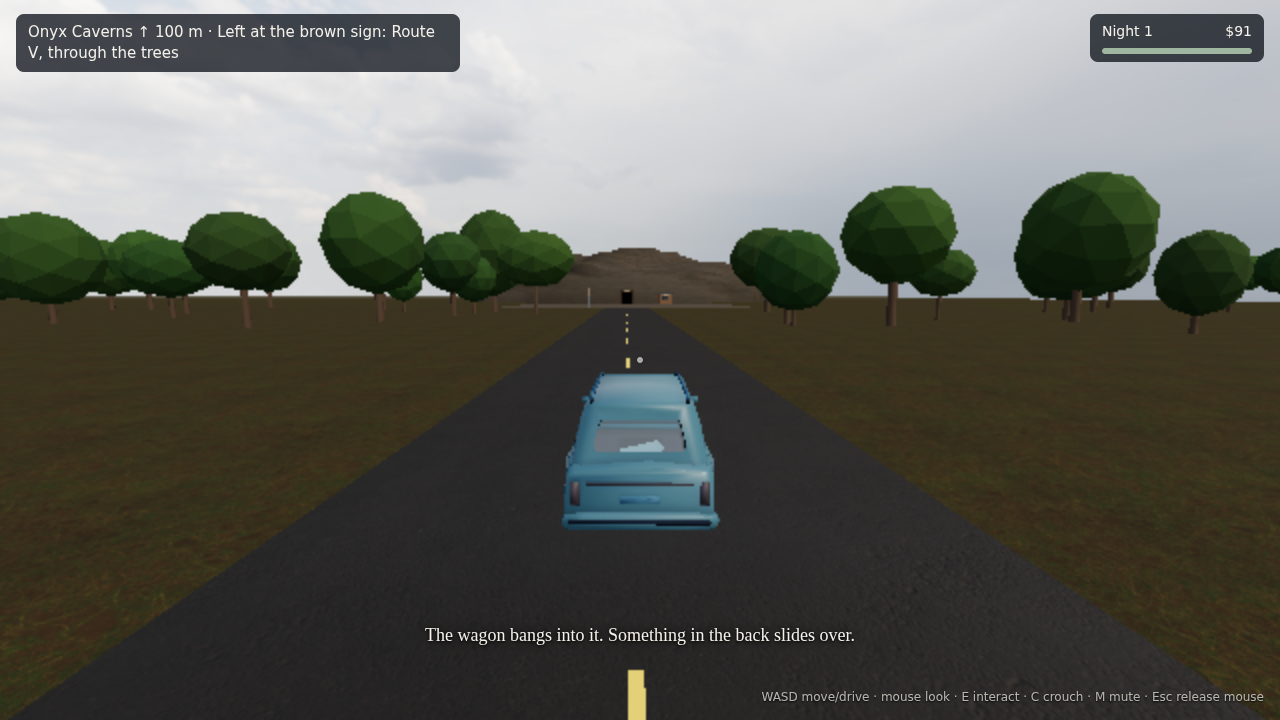 Onyx Caverns ↑ 100 m · Left at the brown sign: Route
V, through the trees
Night 1 $91
The wagon bangs into it. Something in the back slides over.
WASD move/drive · mouse look · E interact · C crouch · M mute · Esc release mouse